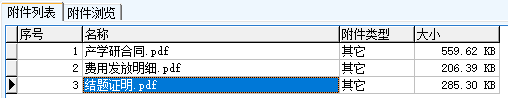 附件列表 附件浏览
序号 名称 附件类型 大小
1 产学研合同.pdf 其它 559.62 KB
2 费用发放明细.pdf 其它 206.39 KB
3 结题证明.pdf 其它 285.30 KB